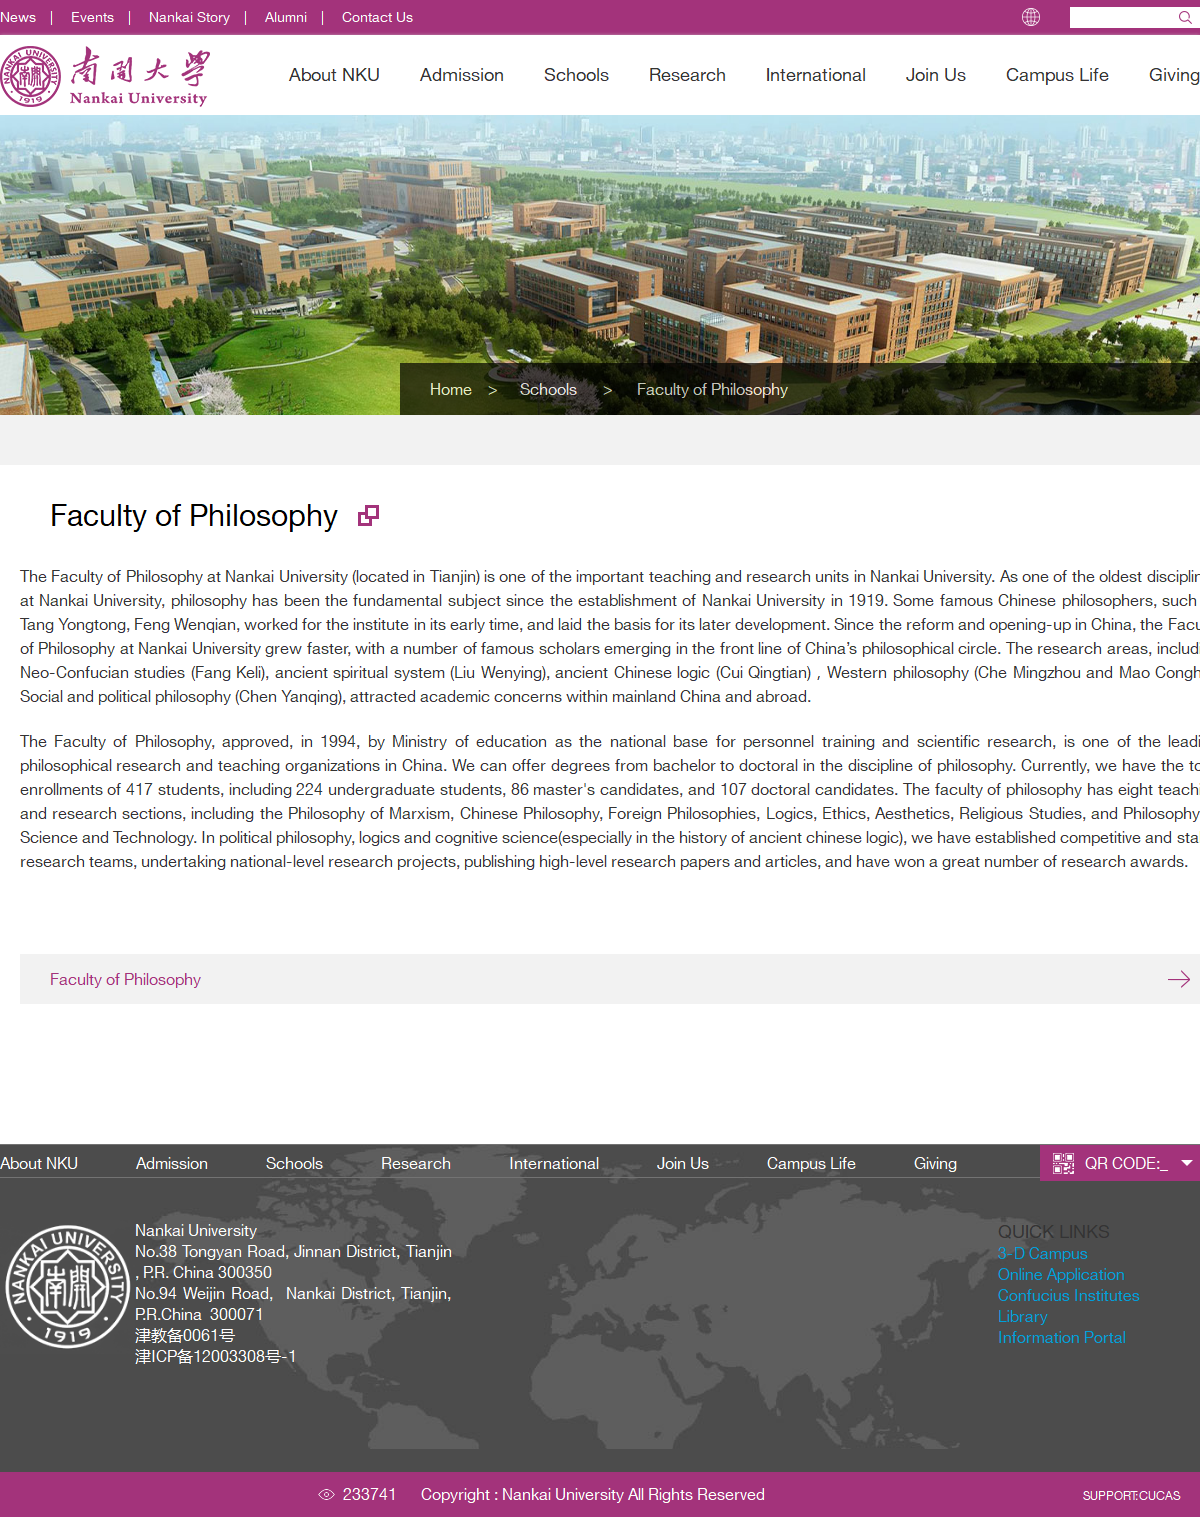 News | Events | Nankai Story | Alumni | Contact Us
南開大學
Nankai University
NANKAI UNIVERSITY
南開
1919
About NKU Admission Schools Research International Join Us Campus Life Giving
Home > Schools > Faculty of Philosophy
Faculty of Philosophy
The Faculty of Philosophy at Nankai University (located in Tianjin) is one of the important teaching and research units in Nankai University. As one of the oldest
at Nankai University, philosophy has been the fundamental subject since the establishment of Nankai University in 1919. Some famous Chinese philosophers, such
Tang Yongtong, Feng Wenqian, worked for the institute in its early time, and laid the basis for its later development. Since the reform and opening-up in China, the
of Philosophy at Nankai University grew faster, with a number of famous scholars emerging in the front line of China’s philosophical circle. The research areas,
Neo-Confucian studies (Fang Keli), ancient spiritual system (Liu Wenying), ancient Chinese logic (Cui Qingtian) , Western philosophy (Che Mingzhou and Mao
Social and political philosophy (Chen Yanqing), attracted academic concerns within mainland China and abroad.
The Faculty of Philosophy, approved, in 1994, by Ministry of education as the national base for personnel training and scientific research, is one of the
philosophical research and teaching organizations in China. We can offer degrees from bachelor to doctoral in the discipline of philosophy. Currently, we have the
enrollments of 417 students, including 224 undergraduate students, 86 master's candidates, and 107 doctoral candidates. The faculty of philosophy has eight
and research sections, including the Philosophy of Marxism, Chinese Philosophy, Foreign Philosophies, Logics, Ethics, Aesthetics, Religious Studies, and Philosophy
Science and Technology. In political philosophy, logics and cognitive science(especially in the history of ancient chinese logic), we have established competitive and
research teams, undertaking national-level research projects, publishing high-level research papers and articles, and have won a great number of research awards.
Faculty of Philosophy
About NKU Admission Schools Research International Join Us Campus Life Giving QR CODE:_
NANKAI UNIVERSITY
南開
1919
Nankai University
No.38 Tongyan Road, Jinnan District, Tianjin
, P.R. China 300350
No.94 Weijin Road, Nankai District, Tianjin,
P.R.China 300071
津教备0061号
津ICP备12003308号-1
QUICK LINKS
3-D Campus
Online Application
Confucius Institutes
Library
Information Portal
233741 Copyright : Nankai University All Rights Reserved SUPPORT:CUCAS